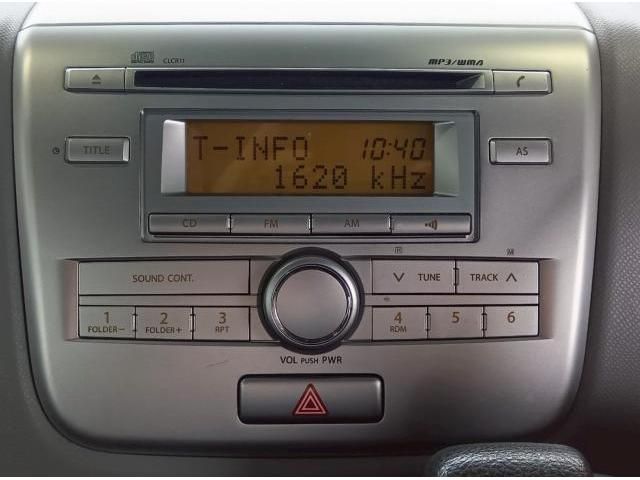 CLCR11 MP3/WMA
TITLE T-INFO 10:40 AS
1620 kHz
CD FM AM
SOUND CONT. TUNE TRACK
R M
1 2 3 4 5 6
FOLDER− FOLDER+ RPT RDM
VOL PUSH PWR